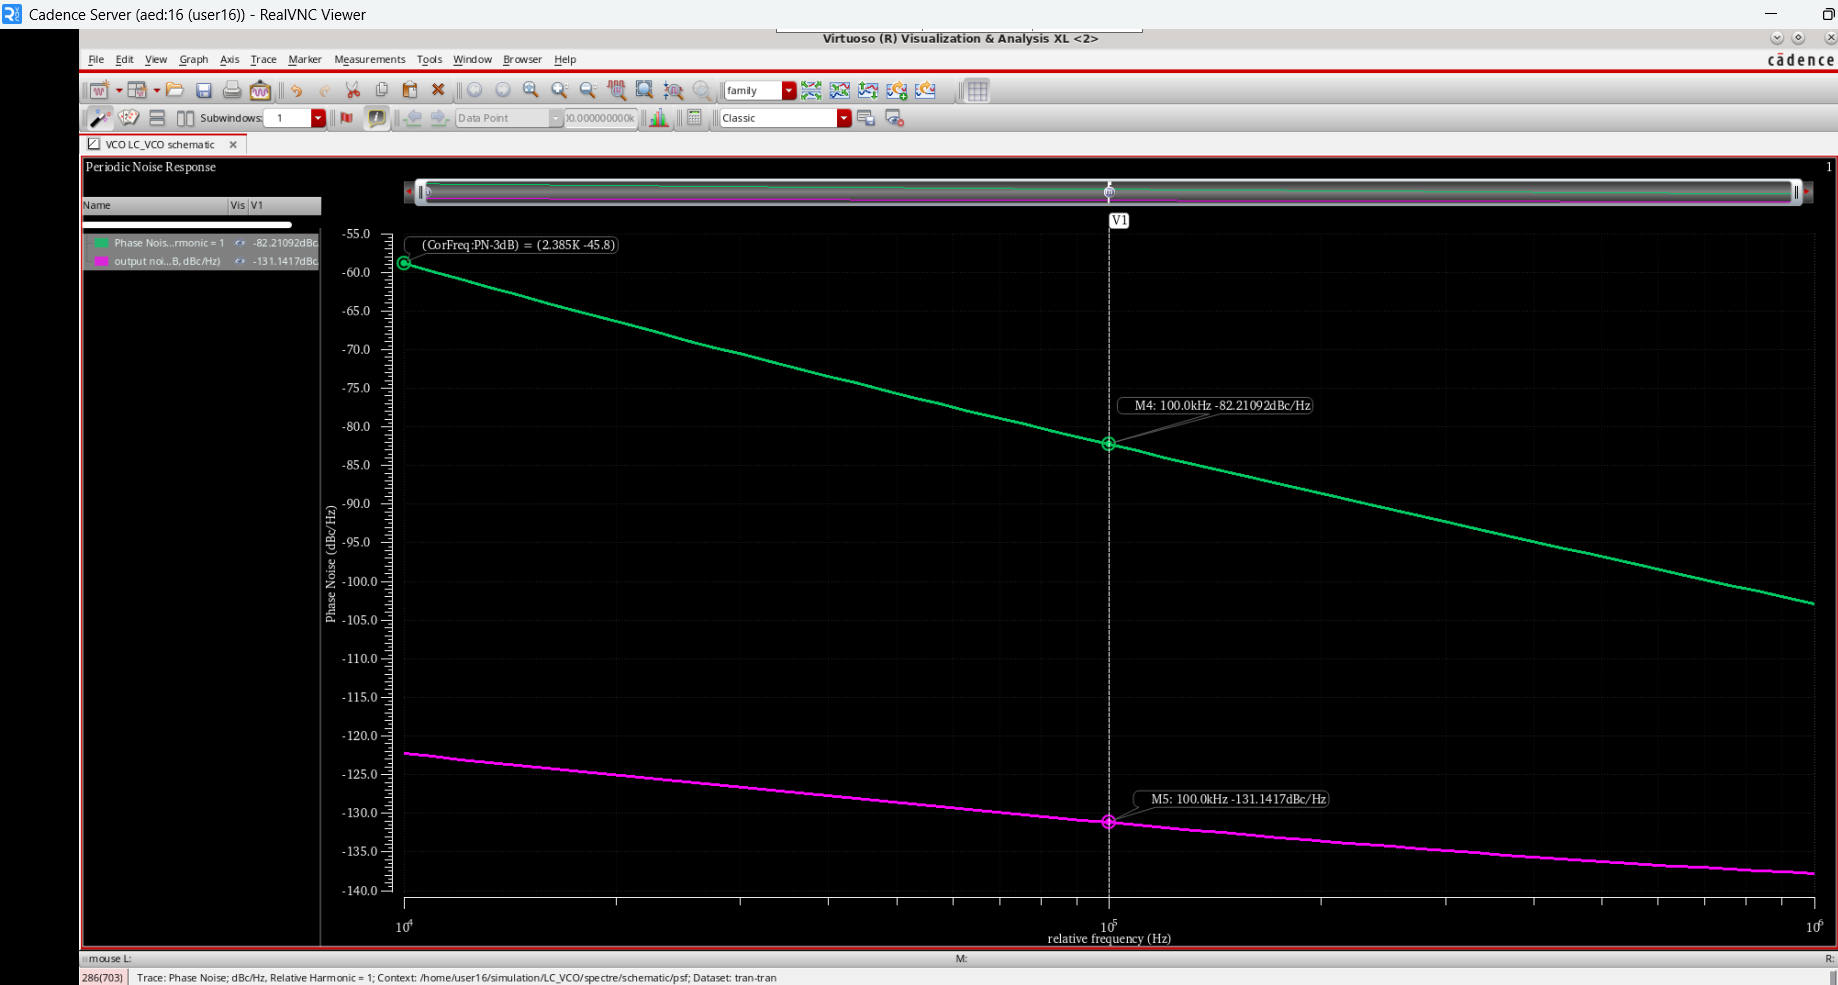 Cadence Server (aed:16 (user16)) - RealVNC Viewer
Virtuoso (R) Visualization & Analysis XL <2>
File Edit View Graph Axis Trace Marker Measurements Tools Window Browser Help
cādence
family
Subwindows: 1
Data Point
00.000000000k
Classic
VCO LC_VCO schematic
Periodic Noise Response
1
Name Vis V1
Phase Nois...rmonic = 1 -82.21092dBc
output noi...B, dBc/Hz) -131.1417dBc
V1
-55.0
(CorFreq:PN-3dB) = (2.385K -45.8)
-60.0
-65.0
-70.0
-75.0
M4: 100.0kHz -82.21092dBc/Hz
-80.0
-85.0
-90.0
-95.0
-100.0
-105.0
-110.0
-115.0
-120.0
-125.0
M5: 100.0kHz -131.1417dBc/Hz
-130.0
-135.0
-140.0
Phase Noise (dBc/Hz)
10⁴ 10⁵ 10⁶
relative frequency (Hz)
mouse L: M: R:
286(703) Trace: Phase Noise; dBc/Hz, Relative Harmonic = 1; Context: /home/user16/simulation/LC_VCO/spectre/schematic/psf; Dataset: tran-tran